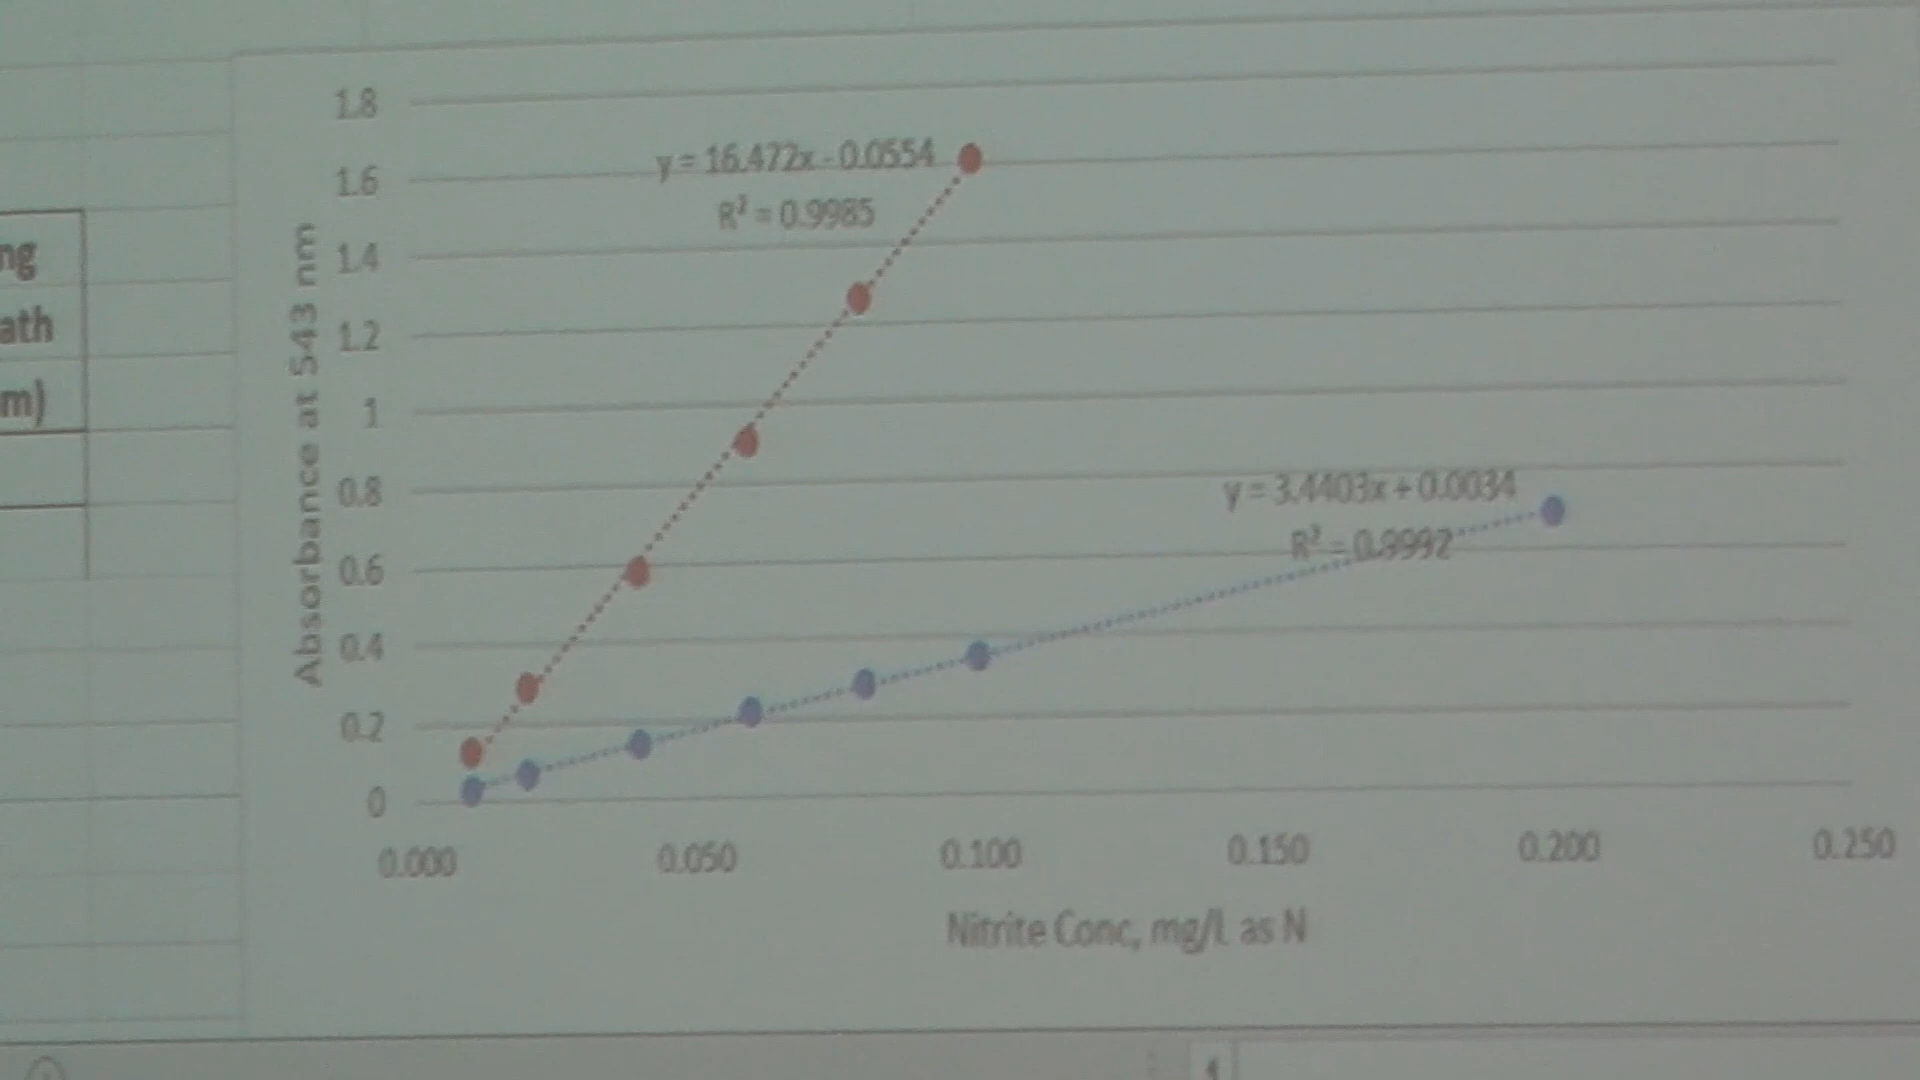 ng
ath
m)
1.8
1.6
1.4
1.2
1
0.8
0.6
0.4
0.2
0
Absorbance at 543 nm
y = 16.472x - 0.0554
R² = 0.9985
y = 3.4403x + 0.0034
R² = 0.9992
0.000 0.050 0.100 0.150 0.200 0.250
Nitrite Conc, mg/L as N